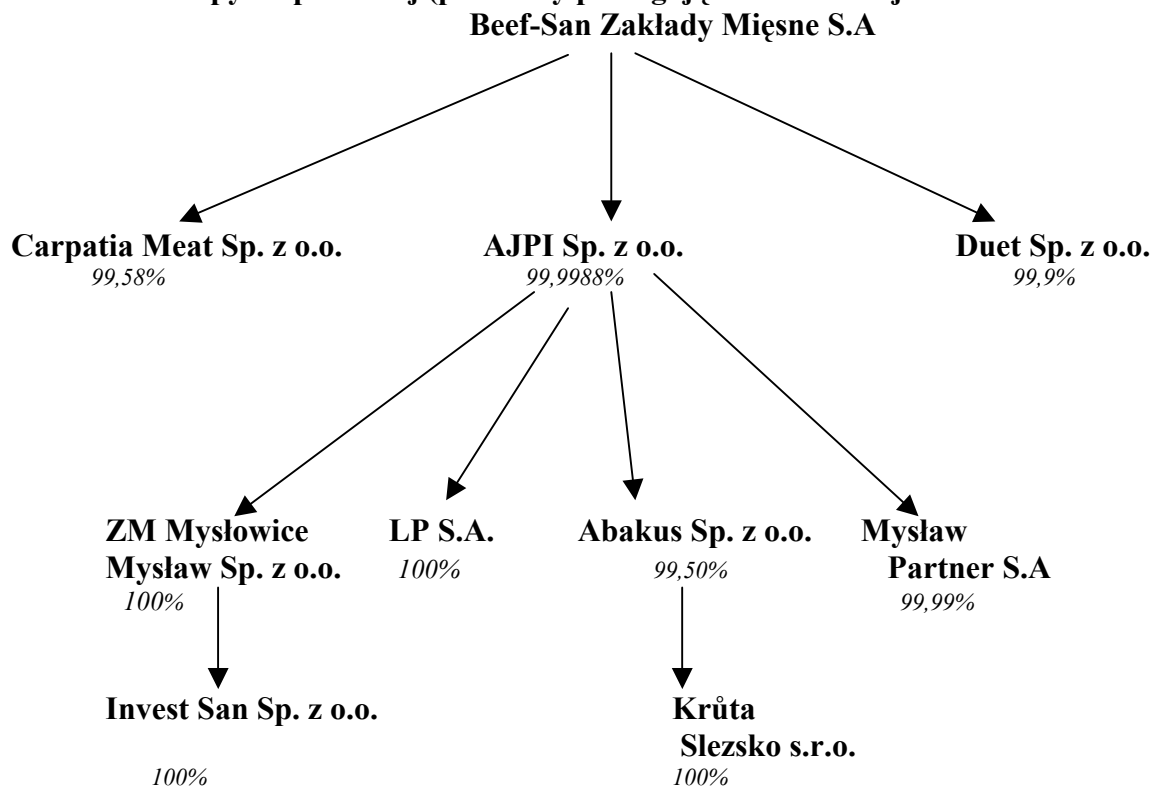 Beef-San Zakłady Mięsne S.A
Carpatia Meat Sp. z o.o.
99,58%
AJPI Sp. z o.o.
99,9988%
Duet Sp. z o.o.
99,9%
ZM Mysłowice
Mysław Sp. z o.o.
100%
LP S.A.
100%
Abakus Sp. z o.o.
99,50%
Mysław
Partner S.A
99,99%
Invest San Sp. z o.o.
100%
Krůta
Slezsko s.r.o.
100%